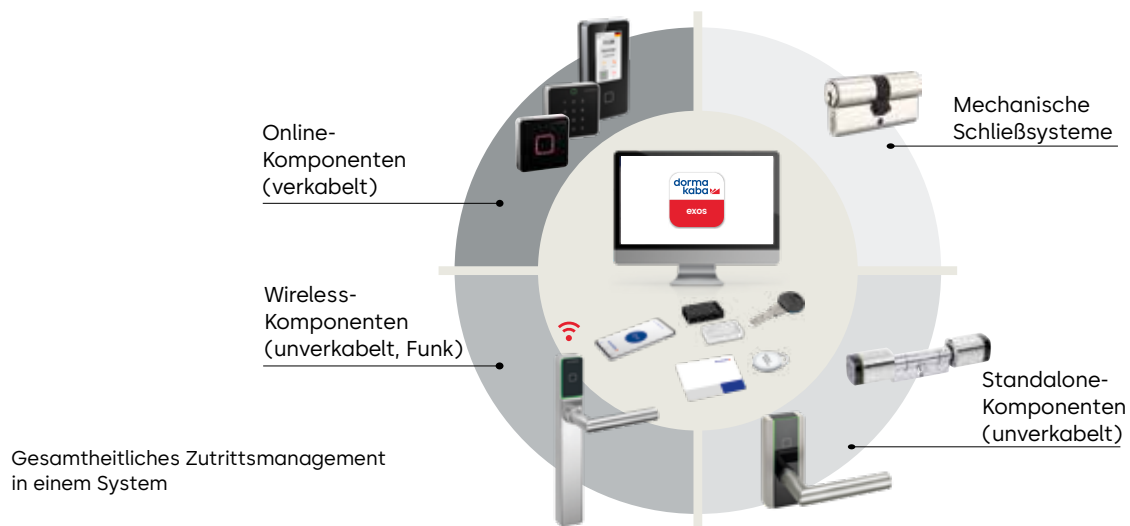 Online-
Komponenten
(verkabelt)
Mechanische
Schließsysteme
dorma
kaba
exos
Wireless-
Komponenten
(unverkabelt, Funk)
Standalone-
Komponenten
(unverkabelt)
Gesamtheitliches Zutrittsmanagement
in einem System